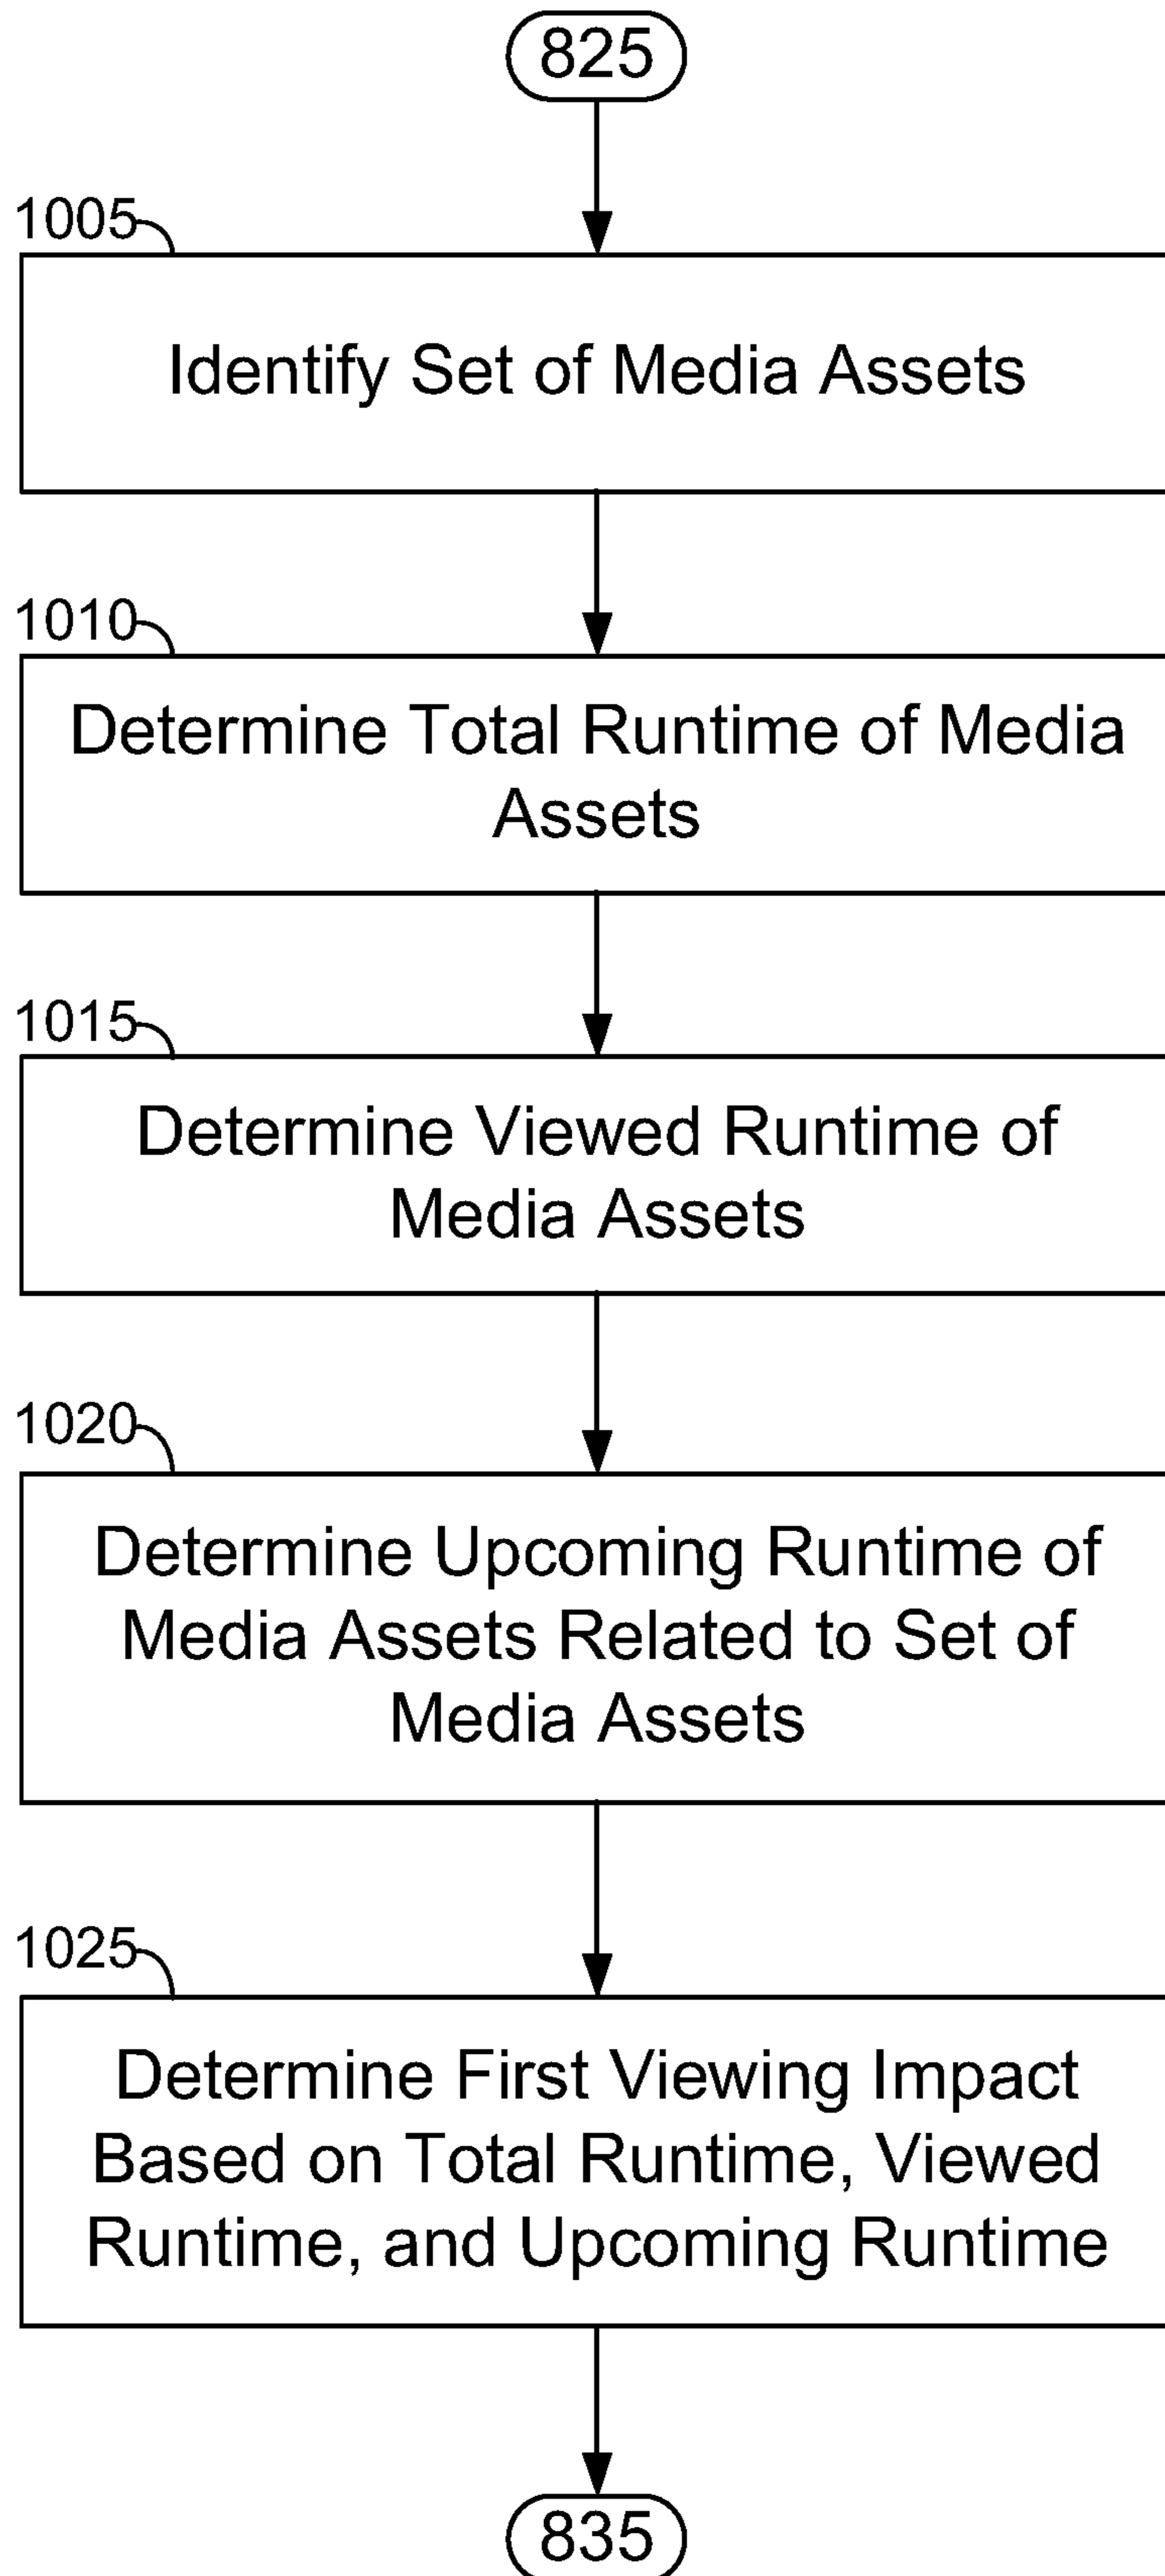 825
1005
Identify Set of Media Assets
1010
Determine Total Runtime of Media
Assets
1015
Determine Viewed Runtime of
Media Assets
1020
Determine Upcoming Runtime of
Media Assets Related to Set of
Media Assets
1025
Determine First Viewing Impact
Based on Total Runtime, Viewed
Runtime, and Upcoming Runtime
835